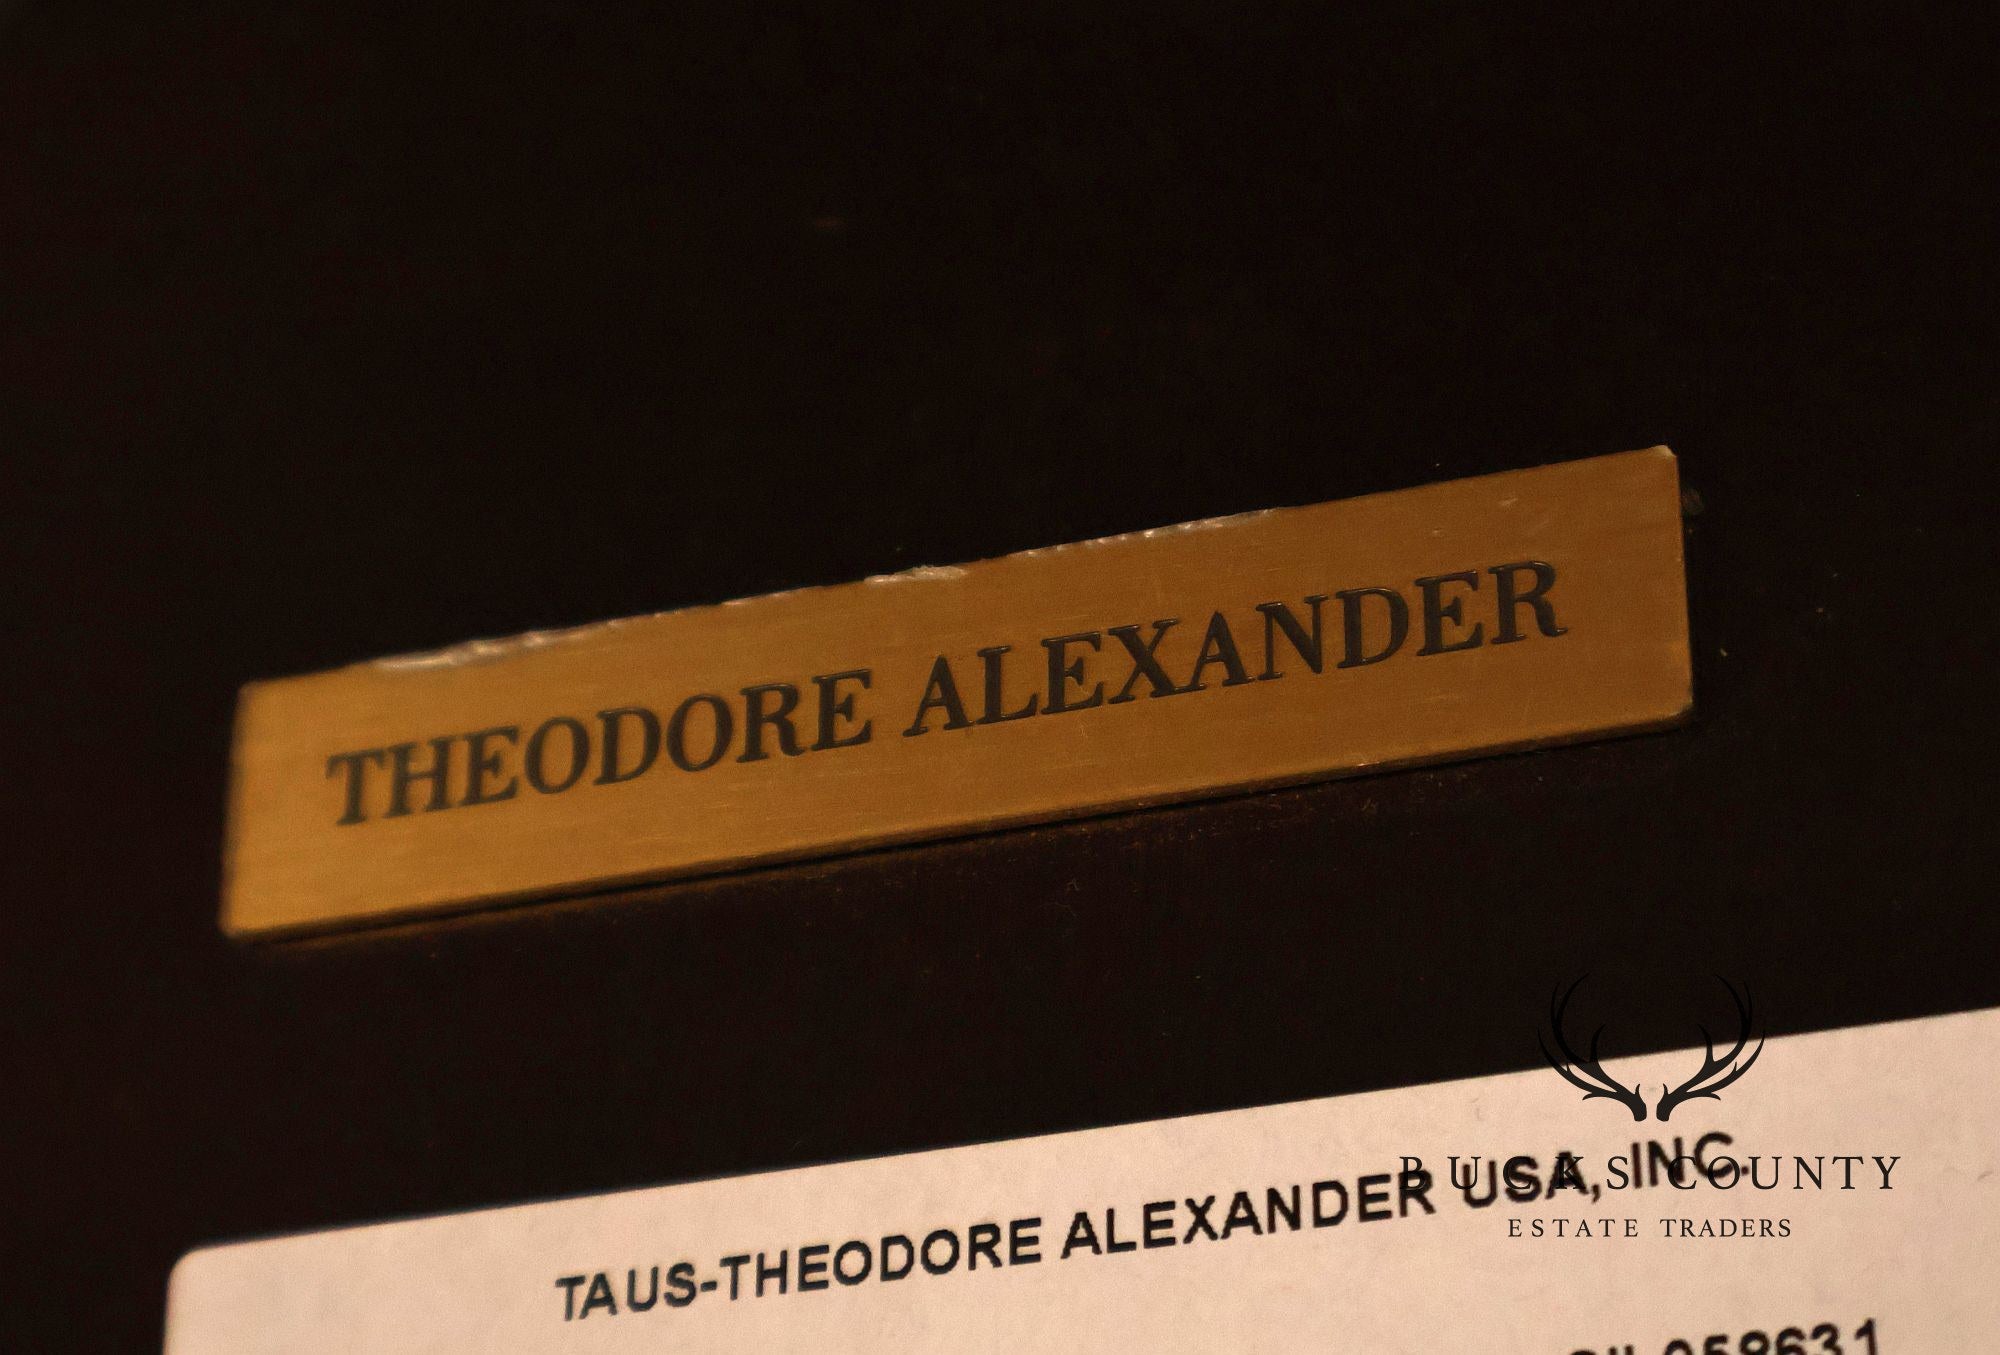 THEODORE ALEXANDER
TAUS-THEODORE ALEXANDER USA, INC.
BUCKS COUNTY
ESTATE TRADERS